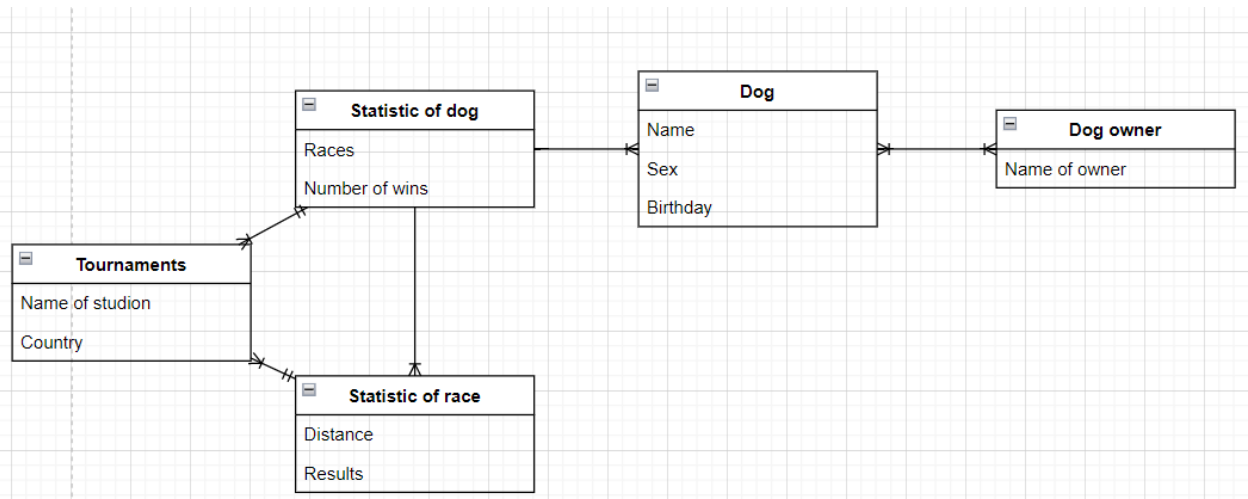 Statistic of dog
Races
Number of wins
Dog
Name
Sex
Birthday
Dog owner
Name of owner
Tournaments
Name of studion
Country
Statistic of race
Distance
Results